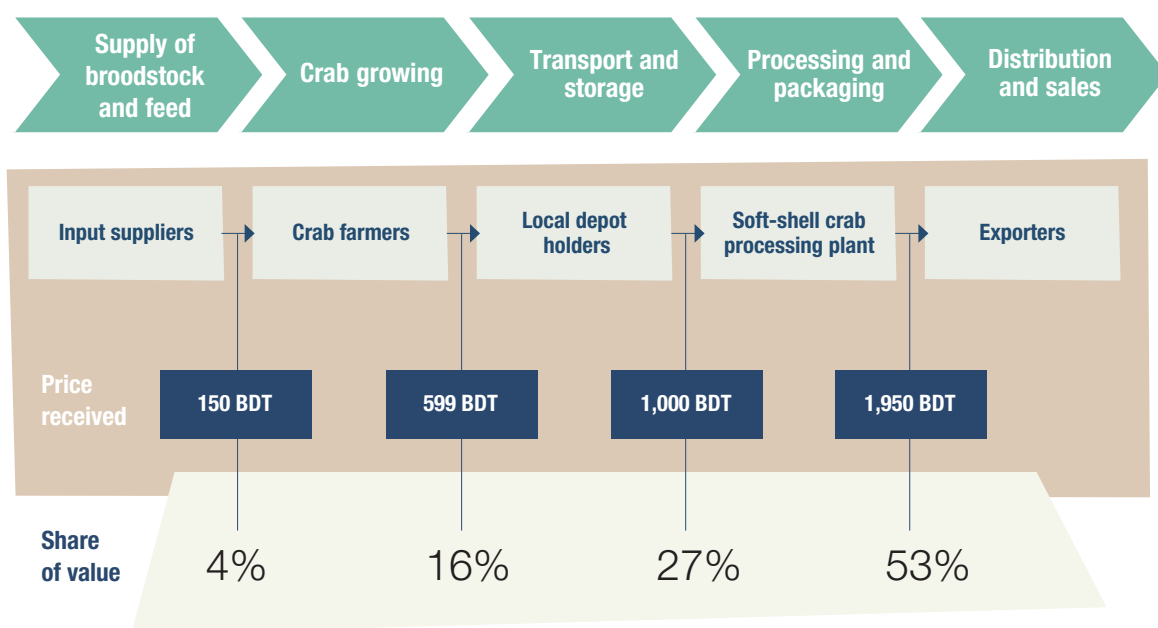 Supply of
broodstock
and feed
Crab growing
Transport and
storage
Processing and
packaging
Distribution
and sales
Input suppliers
Crab farmers
Local depot
holders
Soft-shell crab
processing plant
Exporters
Price
received
150 BDT
599 BDT
1,000 BDT
1,950 BDT
Share
of value
4%
16%
27%
53%